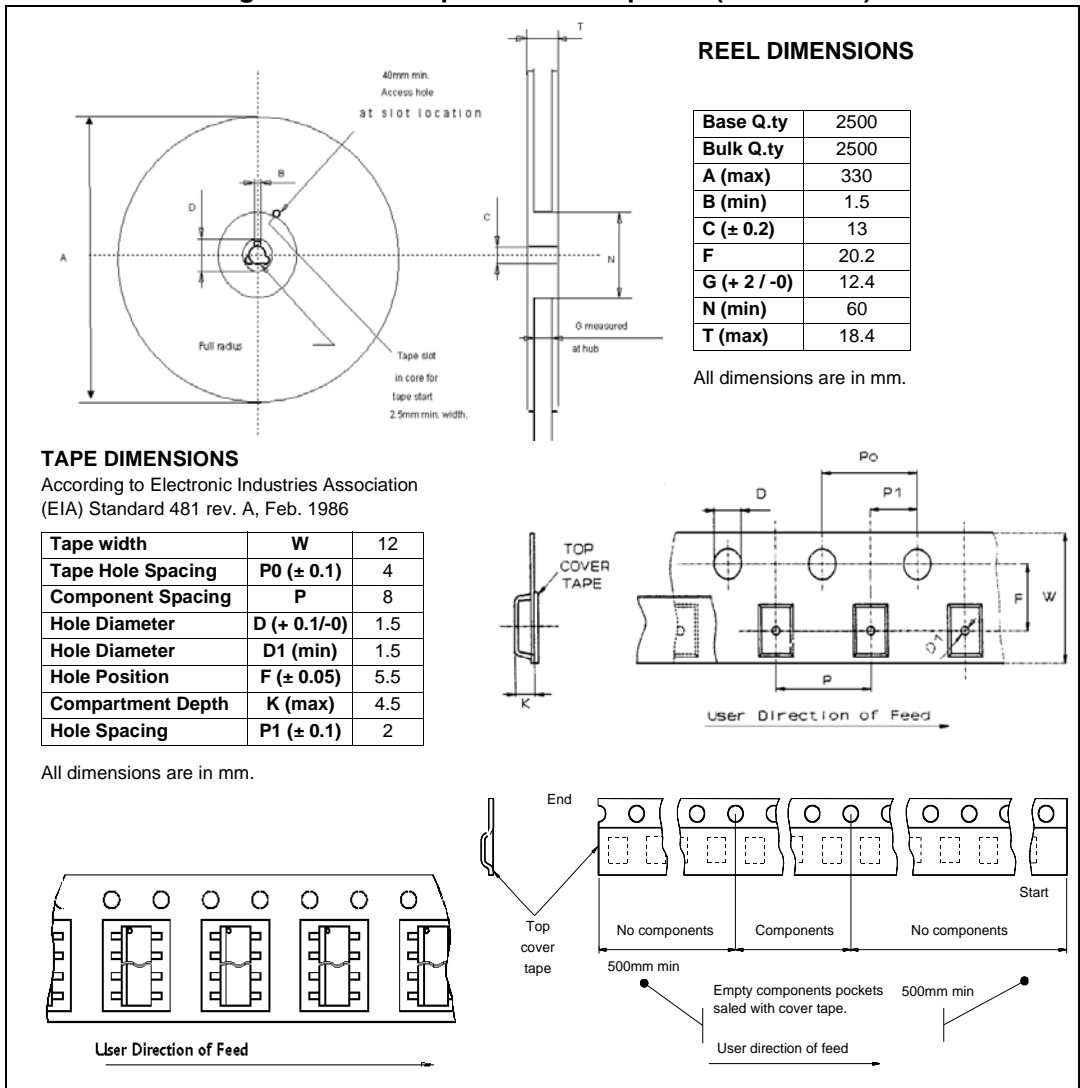 REEL DIMENSIONS
T
40mm min.
Access hole
at slot location
B
D
C
A
N
Full radius
Tape slot
in core for
tape start
2.5mm min. width.
G measured
at hub
Base Q.ty 2500
Bulk Q.ty 2500
A (max) 330
B (min) 1.5
C (± 0.2) 13
F 20.2
G (+ 2 / -0) 12.4
N (min) 60
T (max) 18.4
All dimensions are in mm.
TAPE DIMENSIONS
According to Electronic Industries Association
(EIA) Standard 481 rev. A, Feb. 1986
Tape width W 12
Tape Hole Spacing P0 (± 0.1) 4
Component Spacing P 8
Hole Diameter D (+ 0.1/-0) 1.5
Hole Diameter D1 (min) 1.5
Hole Position F (± 0.05) 5.5
Compartment Depth K (max) 4.5
Hole Spacing P1 (± 0.1) 2
All dimensions are in mm.
TOP
COVER
TAPE
K
Po
D
P1
F
W
D1
P
User Direction of Feed
End
Start
Top
cover
tape
No components
Components
No components
500mm min
Empty components pockets
saled with cover tape.
500mm min
User direction of feed
User Direction of Feed